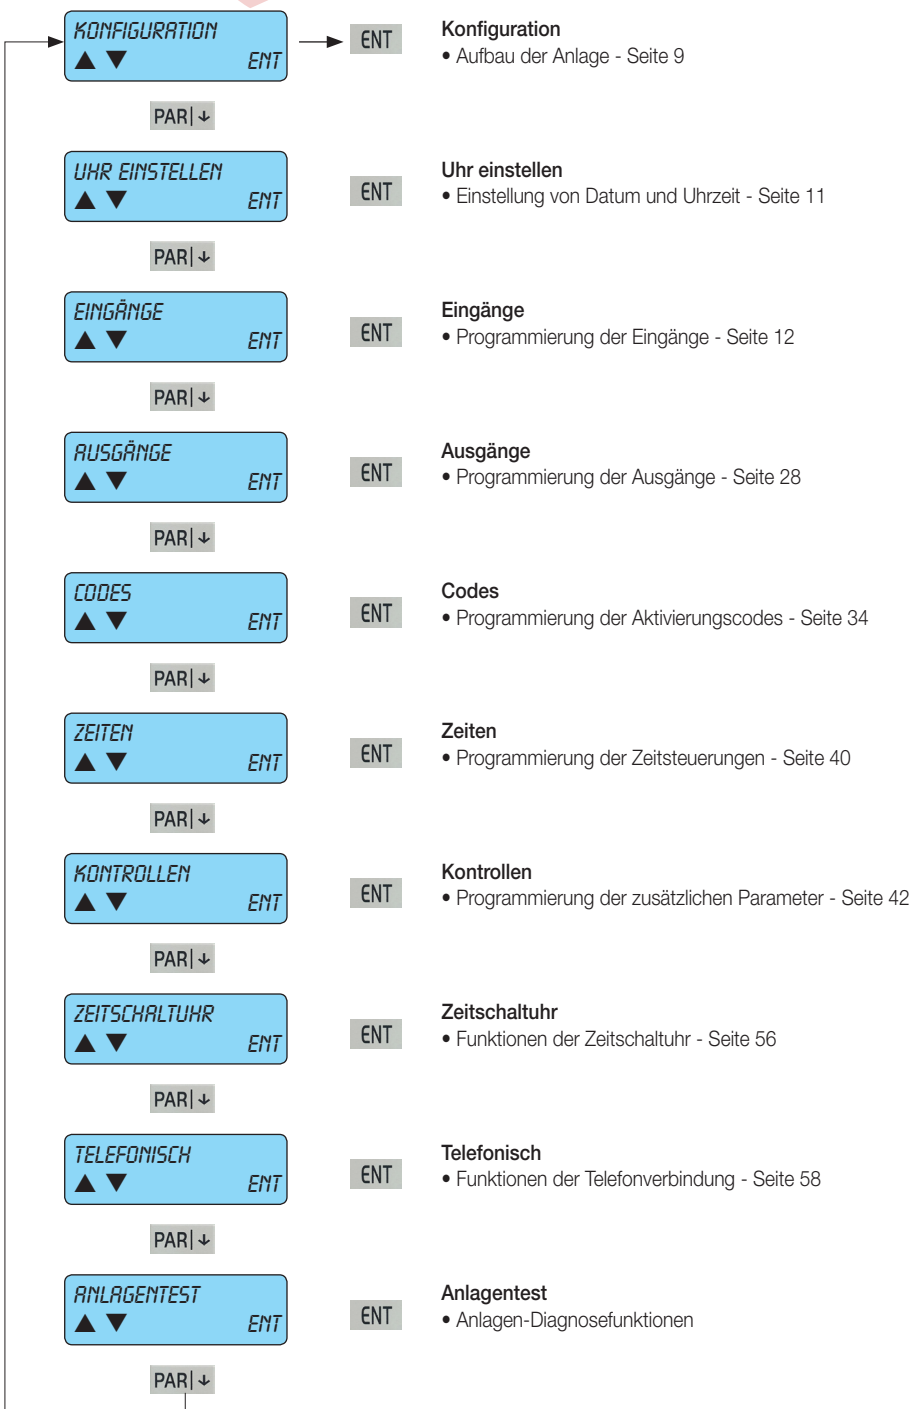 KONFIGURATION
▲ ▼ ENT
ENT
Konfiguration
• Aufbau der Anlage - Seite 9
PAR| ↓
UHR EINSTELLEN
▲ ▼ ENT
ENT
Uhr einstellen
• Einstellung von Datum und Uhrzeit - Seite 11
PAR| ↓
EINGÄNGE
▲ ▼ ENT
ENT
Eingänge
• Programmierung der Eingänge - Seite 12
PAR| ↓
AUSGÄNGE
▲ ▼ ENT
ENT
Ausgänge
• Programmierung der Ausgänge - Seite 28
PAR| ↓
CODES
▲ ▼ ENT
ENT
Codes
• Programmierung der Aktivierungscodes - Seite 34
PAR| ↓
ZEITEN
▲ ▼ ENT
ENT
Zeiten
• Programmierung der Zeitsteuerungen - Seite 40
PAR| ↓
KONTROLLEN
▲ ▼ ENT
ENT
Kontrollen
• Programmierung der zusätzlichen Parameter - Seite 42
PAR| ↓
ZEITSCHALTUHR
▲ ▼ ENT
ENT
Zeitschaltuhr
• Funktionen der Zeitschaltuhr - Seite 56
PAR| ↓
TELEFONISCH
▲ ▼ ENT
ENT
Telefonisch
• Funktionen der Telefonverbindung - Seite 58
PAR| ↓
ANLAGENTEST
▲ ▼ ENT
ENT
Anlagentest
• Anlagen-Diagnosefunktionen
PAR| ↓